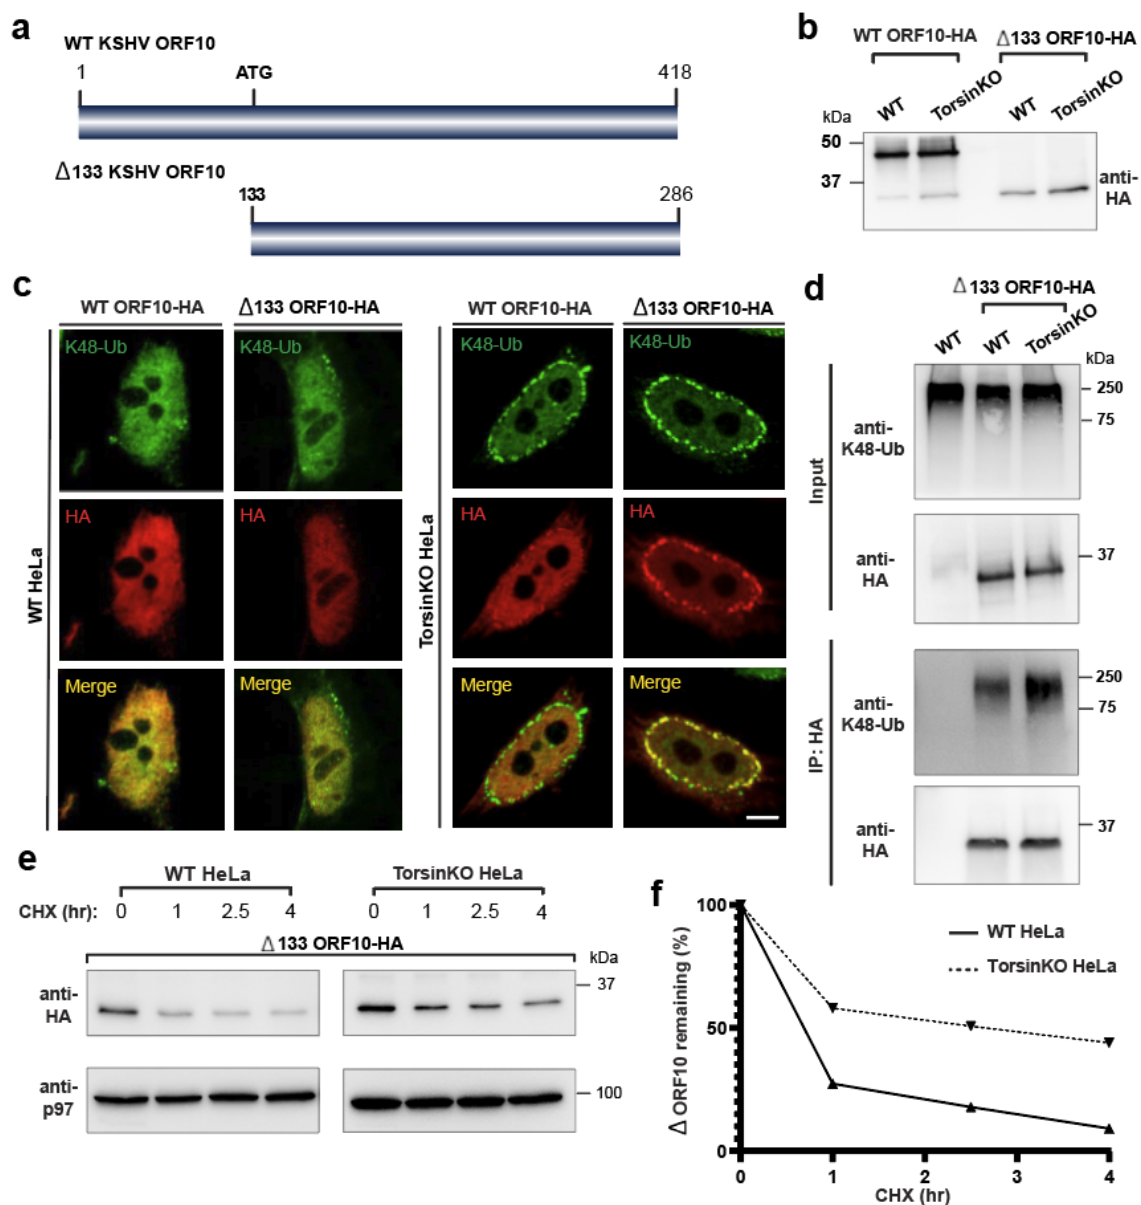 a
WT KSHV ORF10
1 ATG 418
Δ133 KSHV ORF10
133 286
b
WT ORF10-HA Δ133 ORF10-HA
WT TorsinKO WT TorsinKO
kDa
50
37
anti-
HA
c
WT ORF10-HA Δ133 ORF10-HA WT ORF10-HA Δ133 ORF10-HA
WT HeLa
TorsinKO HeLa
K48-Ub K48-Ub K48-Ub K48-Ub
HA HA HA HA
Merge Merge Merge Merge
d
Δ133 ORF10-HA
WT WT TorsinKO
kDa
Input
anti-
K48-Ub
250
75
anti-
HA
37
IP: HA
anti-
K48-Ub
250
75
anti-
HA
37
e
WT HeLa TorsinKO HeLa
CHX (hr): 0 1 2.5 4 0 1 2.5 4
Δ 133 ORF10-HA
kDa
anti-
HA
37
anti-
p97
100
f
Δ ORF10 remaining (%)
100
50
0
WT HeLa
TorsinKO HeLa
0 1 2 3 4
CHX (hr)